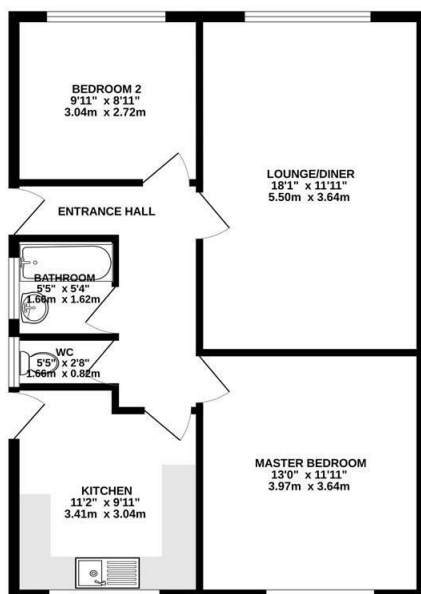 BEDROOM 2
9'11" x 8'11"
3.04m x 2.72m
LOUNGE/DINER
18'1" x 11'11"
5.50m x 3.64m
ENTRANCE HALL
BATHROOM
5'5" x 5'4"
1.66m x 1.62m
WC
5'5" x 2'8"
1.66m x 0.82m
MASTER BEDROOM
13'0" x 11'11"
3.97m x 3.64m
KITCHEN
11'2" x 9'11"
3.41m x 3.04m